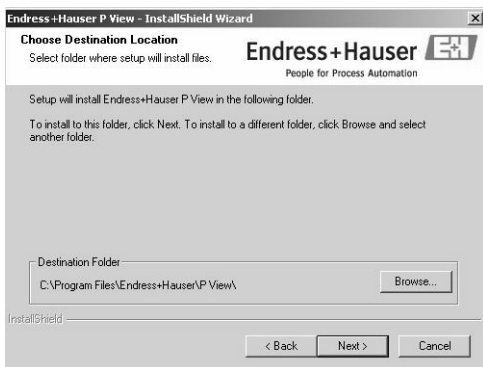 Endress+Hauser P View - InstallShield Wizard
Choose Destination Location
Select folder where setup will install files.
Endress+Hauser
People for Process Automation
Setup will install Endress+Hauser P View in the following folder.
To install to this folder, click Next. To install to a different folder, click Browse and select
another folder.
Destination Folder
C:\Program Files\Endress+Hauser\P View\
Browse...
InstallShield
< Back
Next >
Cancel